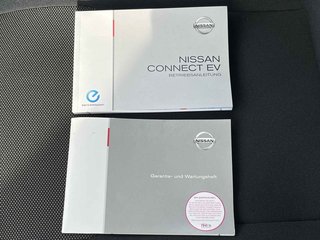 NISSAN
NISSAN
CONNECT EV
BETRIEBSANLEITUNG
NISSAN
Garantie- und Wartungsheft